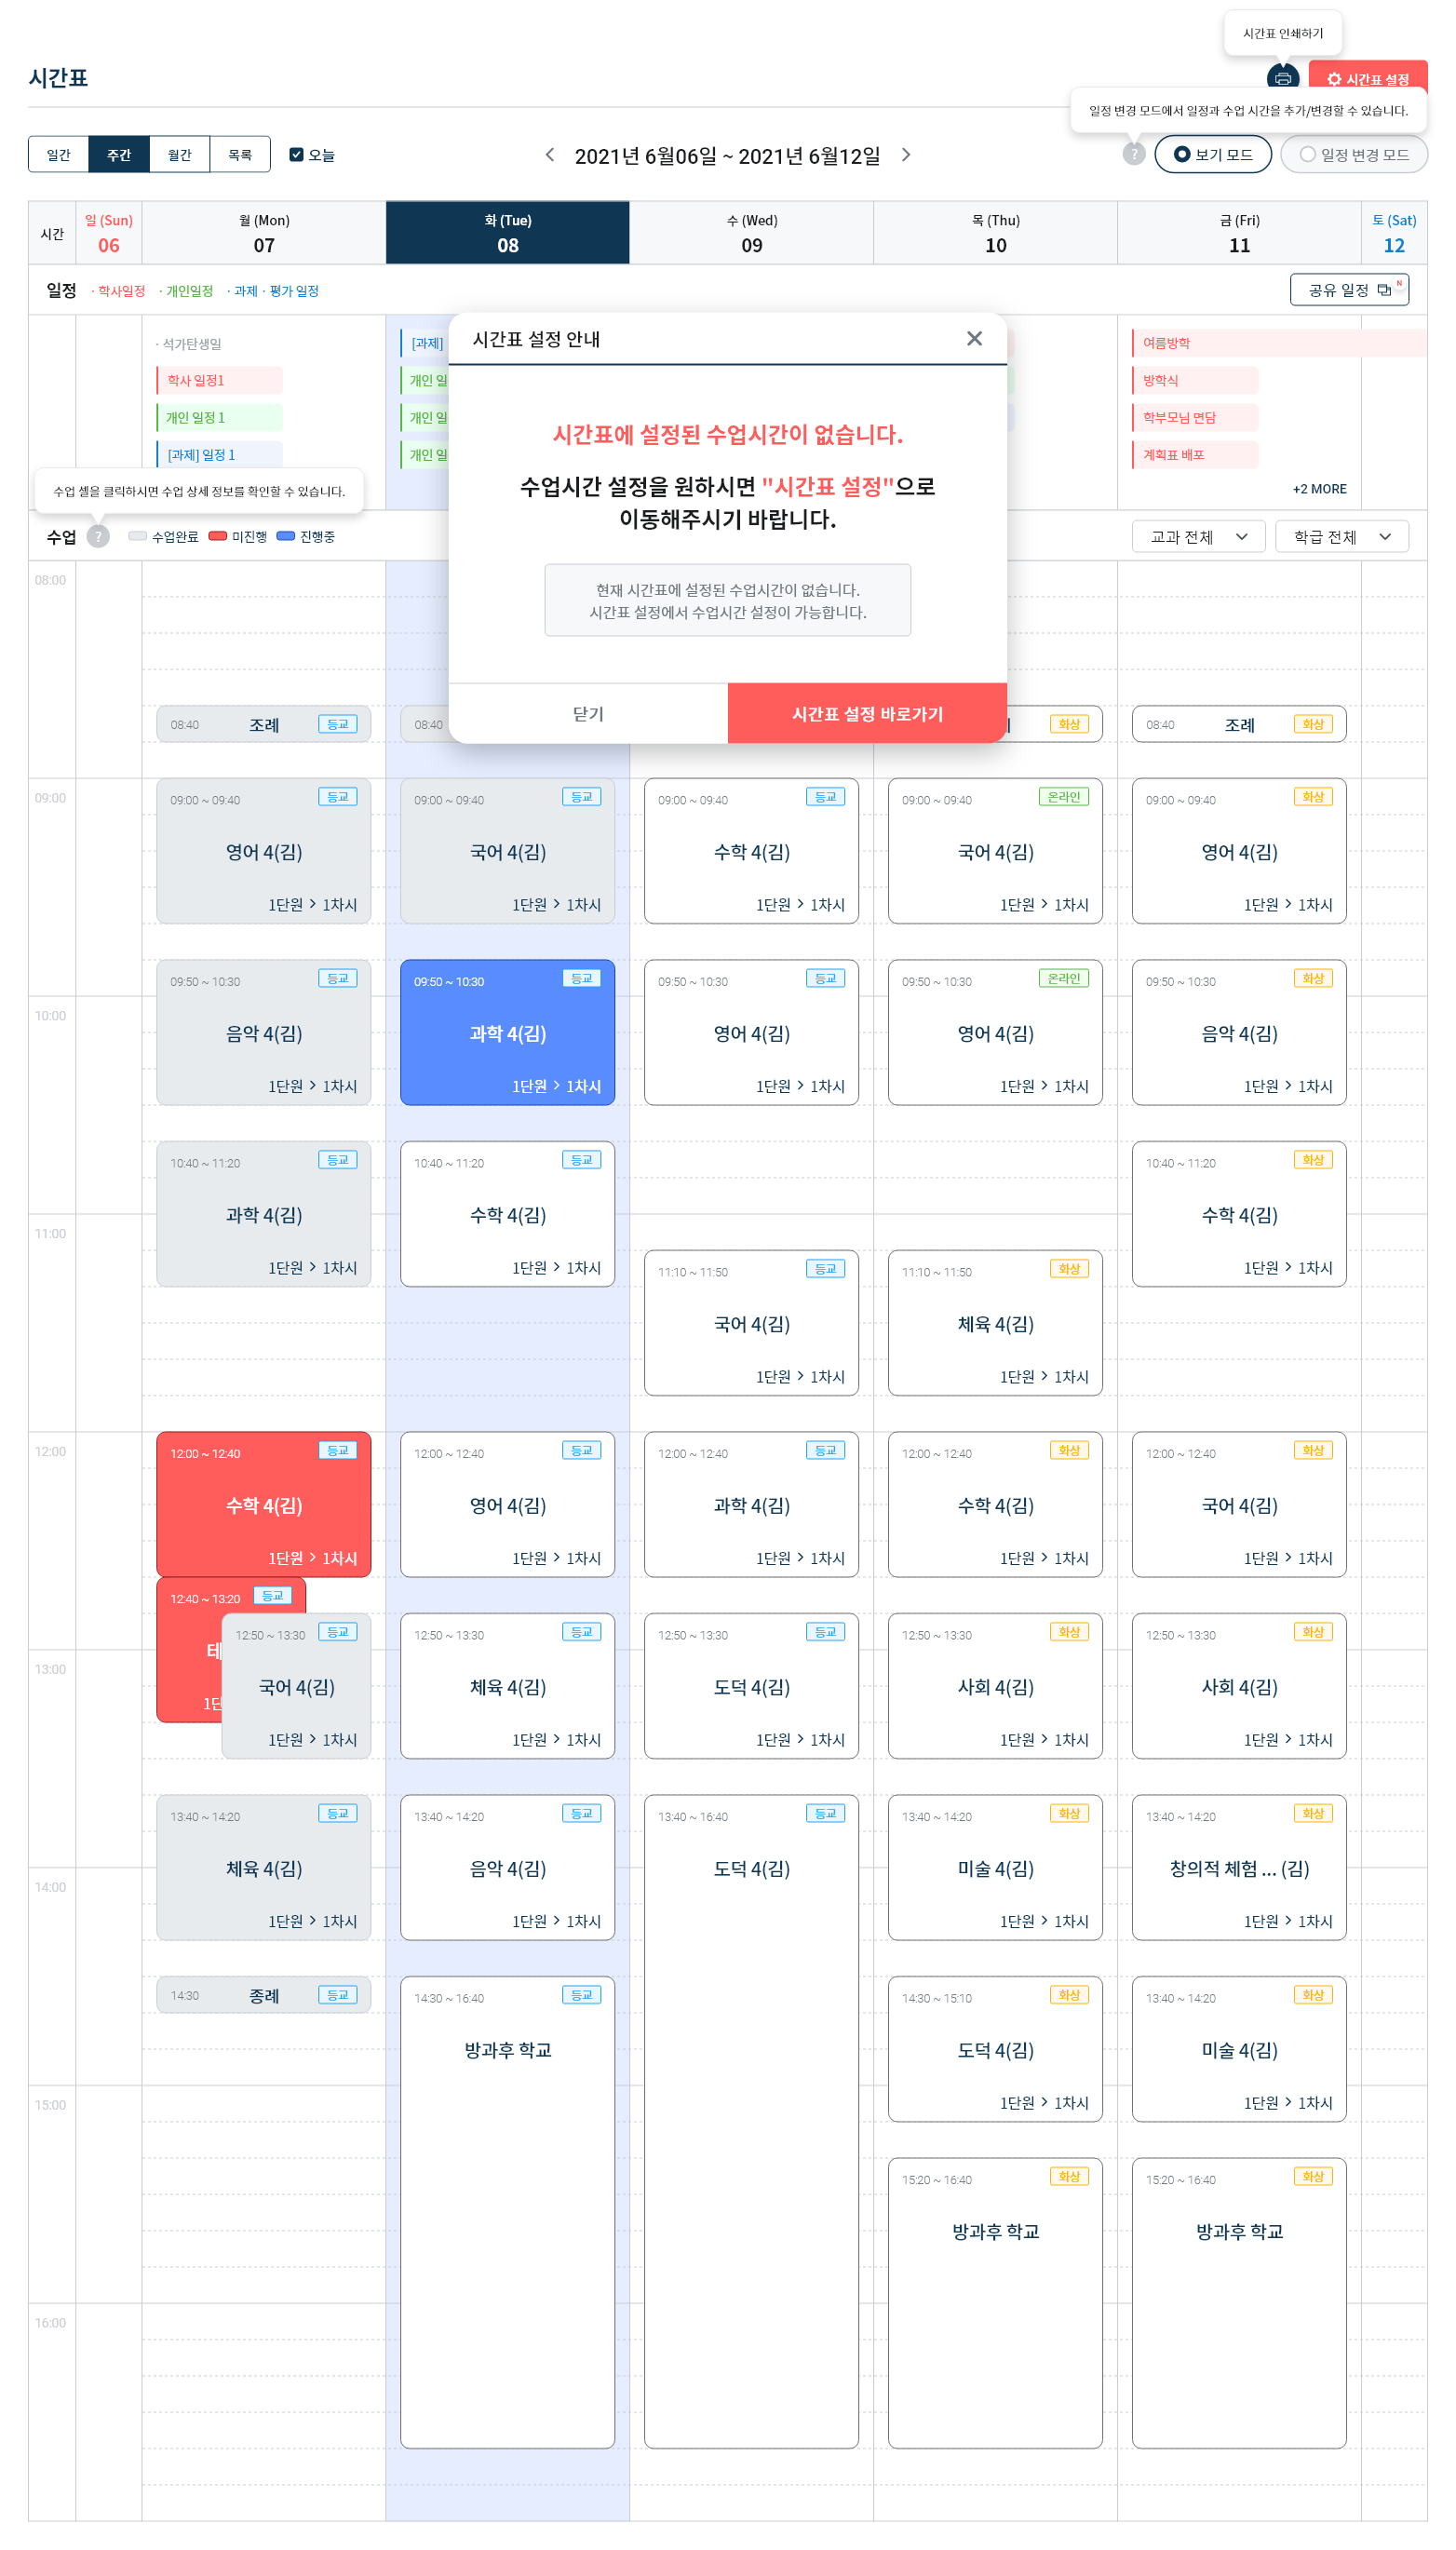 시간표 인쇄하기
시간표
시간표 설정
일정 변경 모드에서 일정과 수업 시간을 추가/변경할 수 있습니다.
일간 주간 월간 목록 오늘
2021년 6월06일 ~ 2021년 6월12일
? 보기 모드 일정 변경 모드
시간
일 (Sun) 06
월 (Mon) 07
화 (Tue) 08
수 (Wed) 09
목 (Thu) 10
금 (Fri) 11
토 (Sat) 12
일정 · 학사일정 · 개인일정 · 과제 · 평가 일정
공유 일정 N
· 석가탄생일
학사 일정1
개인 일정 1
[과제] 일정 1
[과제]
개인 일
개인 일
개인 일
여름방학
방학식
학부모님 면담
계획표 배포
+2 MORE
시간표 설정 안내
시간표에 설정된 수업시간이 없습니다.
수업시간 설정을 원하시면 "시간표 설정"으로
이동해주시기 바랍니다.
현재 시간표에 설정된 수업시간이 없습니다.
시간표 설정에서 수업시간 설정이 가능합니다.
닫기
시간표 설정 바로가기
수업 셀을 클릭하시면 수업 상세 정보를 확인할 수 있습니다.
수업 ? 수업완료 미진행 진행중
교과 전체 학급 전체
08:00
08:40 조례 등교
08:40
화상
08:40 조례 화상
09:00
09:00 ~ 09:40 등교
영어 4(김)
1단원 > 1차시
09:00 ~ 09:40 등교
국어 4(김)
1단원 > 1차시
09:00 ~ 09:40 등교
수학 4(김)
1단원 > 1차시
09:00 ~ 09:40 온라인
국어 4(김)
1단원 > 1차시
09:00 ~ 09:40 화상
영어 4(김)
1단원 > 1차시
09:50 ~ 10:30 등교
음악 4(김)
1단원 > 1차시
09:50 ~ 10:30 등교
과학 4(김)
1단원 > 1차시
09:50 ~ 10:30 등교
영어 4(김)
1단원 > 1차시
09:50 ~ 10:30 온라인
영어 4(김)
1단원 > 1차시
09:50 ~ 10:30 화상
음악 4(김)
1단원 > 1차시
10:00
10:40 ~ 11:20 등교
과학 4(김)
1단원 > 1차시
10:40 ~ 11:20 등교
수학 4(김)
1단원 > 1차시
10:40 ~ 11:20 화상
수학 4(김)
1단원 > 1차시
11:00
11:10 ~ 11:50 등교
국어 4(김)
1단원 > 1차시
11:10 ~ 11:50 화상
체육 4(김)
1단원 > 1차시
12:00
12:00 ~ 12:40 등교
수학 4(김)
1단원 > 1차시
12:00 ~ 12:40 등교
영어 4(김)
1단원 > 1차시
12:00 ~ 12:40 등교
과학 4(김)
1단원 > 1차시
12:00 ~ 12:40 화상
수학 4(김)
1단원 > 1차시
12:00 ~ 12:40 화상
국어 4(김)
1단원 > 1차시
12:40 ~ 13:20 등교
테
1단
12:50 ~ 13:30 등교
국어 4(김)
1단원 > 1차시
12:50 ~ 13:30 등교
체육 4(김)
1단원 > 1차시
12:50 ~ 13:30 등교
도덕 4(김)
1단원 > 1차시
12:50 ~ 13:30 화상
사회 4(김)
1단원 > 1차시
12:50 ~ 13:30 화상
사회 4(김)
1단원 > 1차시
13:00
13:40 ~ 14:20 등교
체육 4(김)
1단원 > 1차시
13:40 ~ 14:20 등교
음악 4(김)
1단원 > 1차시
13:40 ~ 16:40 등교
도덕 4(김)
13:40 ~ 14:20 화상
미술 4(김)
1단원 > 1차시
13:40 ~ 14:20 화상
창의적 체험 ... (김)
1단원 > 1차시
14:00
14:30 종례 등교
14:30 ~ 16:40 등교
방과후 학교
14:30 ~ 15:10 화상
도덕 4(김)
1단원 > 1차시
13:40 ~ 14:20 화상
미술 4(김)
1단원 > 1차시
15:00
15:20 ~ 16:40 화상
방과후 학교
15:20 ~ 16:40 화상
방과후 학교
16:00